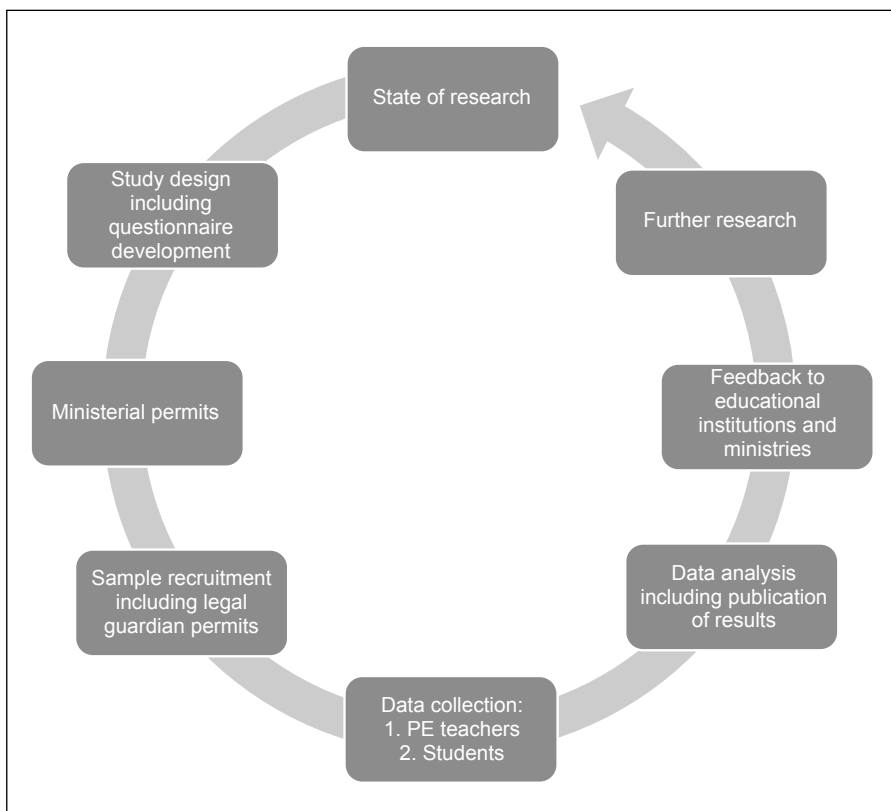 State of research
Study design
including
questionnaire
development
Ministerial permits
Sample recruitment
including legal
guardian permits
Data collection:
1. PE teachers
2. Students
Data analysis
including publication
of results
Feedback to
educational
institutions and
ministries
Further research